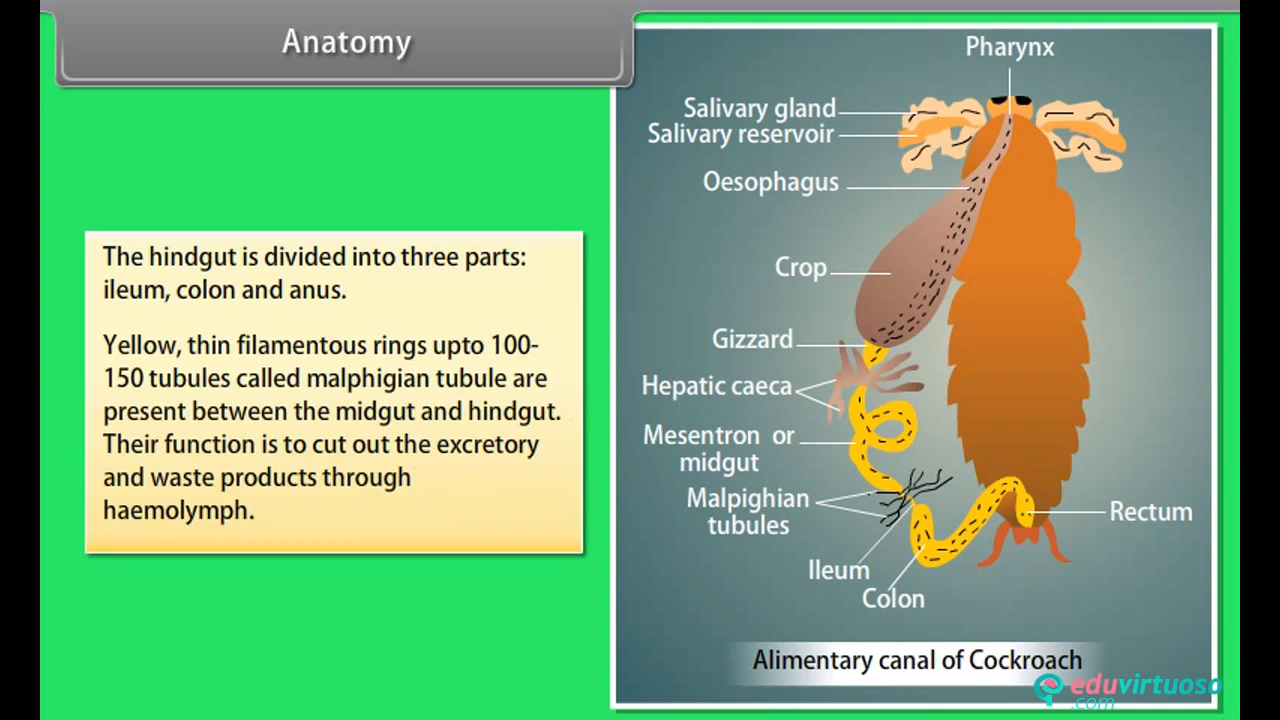 Anatomy
The hindgut is divided into three parts:
ileum, colon and anus.
Yellow, thin filamentous rings upto 100-
150 tubules called malphigian tubule are
present between the midgut and hindgut.
Their function is to cut out the excretory
and waste products through
haemolymph.
Pharynx
Salivary gland
Salivary reservoir
Oesophagus
Crop
Gizzard
Hepatic caeca
Mesentron or
midgut
Malpighian
tubules
Rectum
Ileum
Colon
Alimentary canal of Cockroach
eduvirtuoso
.com